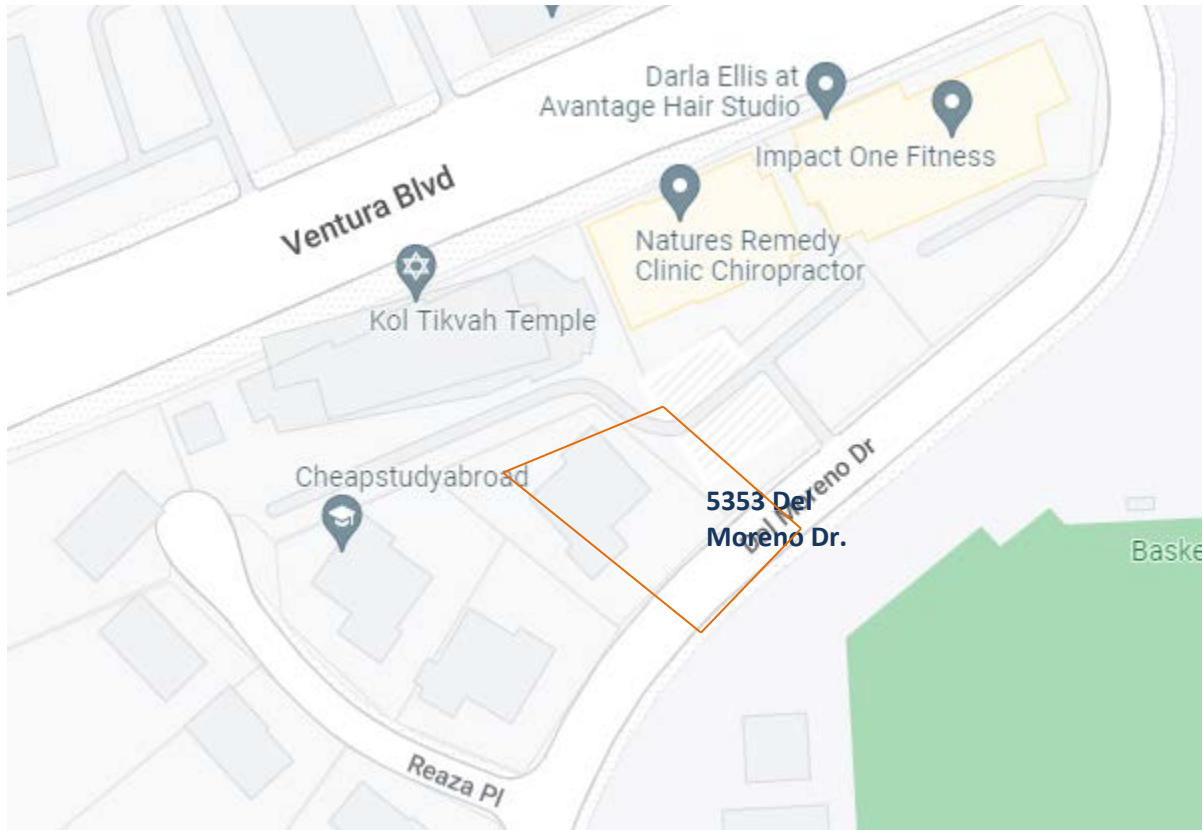 Darla Ellis at
Avantage Hair Studio
Impact One Fitness
Ventura Blvd
Natures Remedy
Clinic Chiropractor
Kol Tikvah Temple
Cheapstudyabroad
5353 Del
Moreno Dr.
Del Moreno Dr
Baske
Reaza Pl